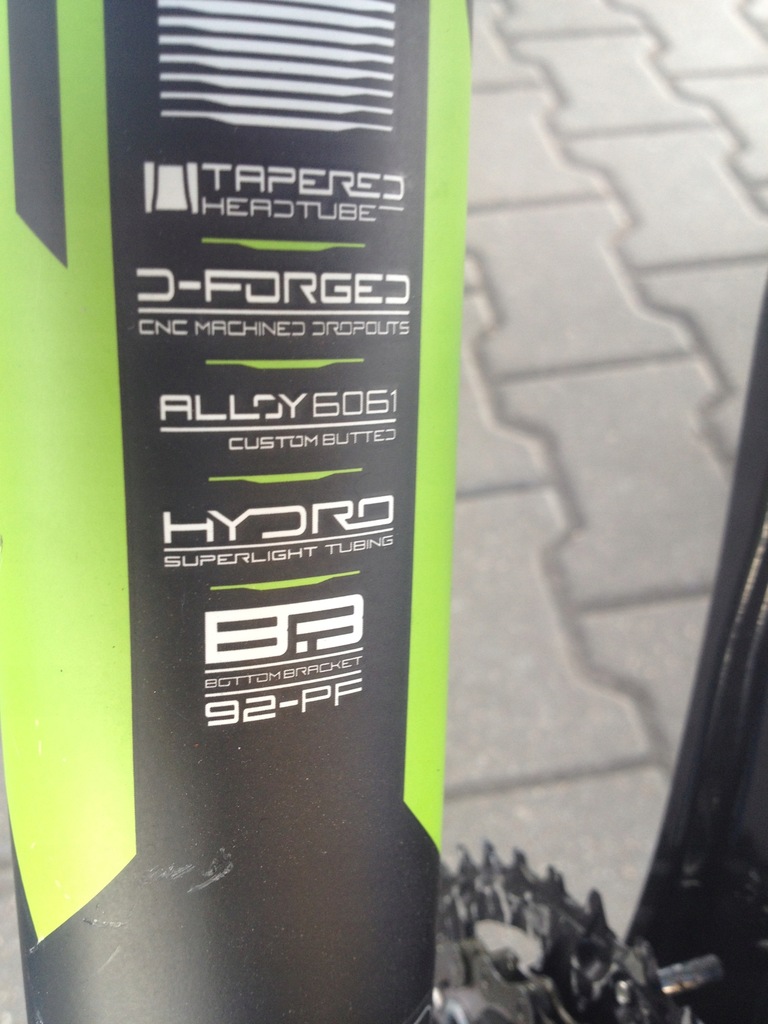 TAPERED
HEADTUBE
D-FORGED
CNC MACHINED DROPOUTS
ALLOY 6061
CUSTOM BUTTED
HYDRO
SUPERLIGHT TUBING
B.B
BOTTOM BRACKET
92-PF